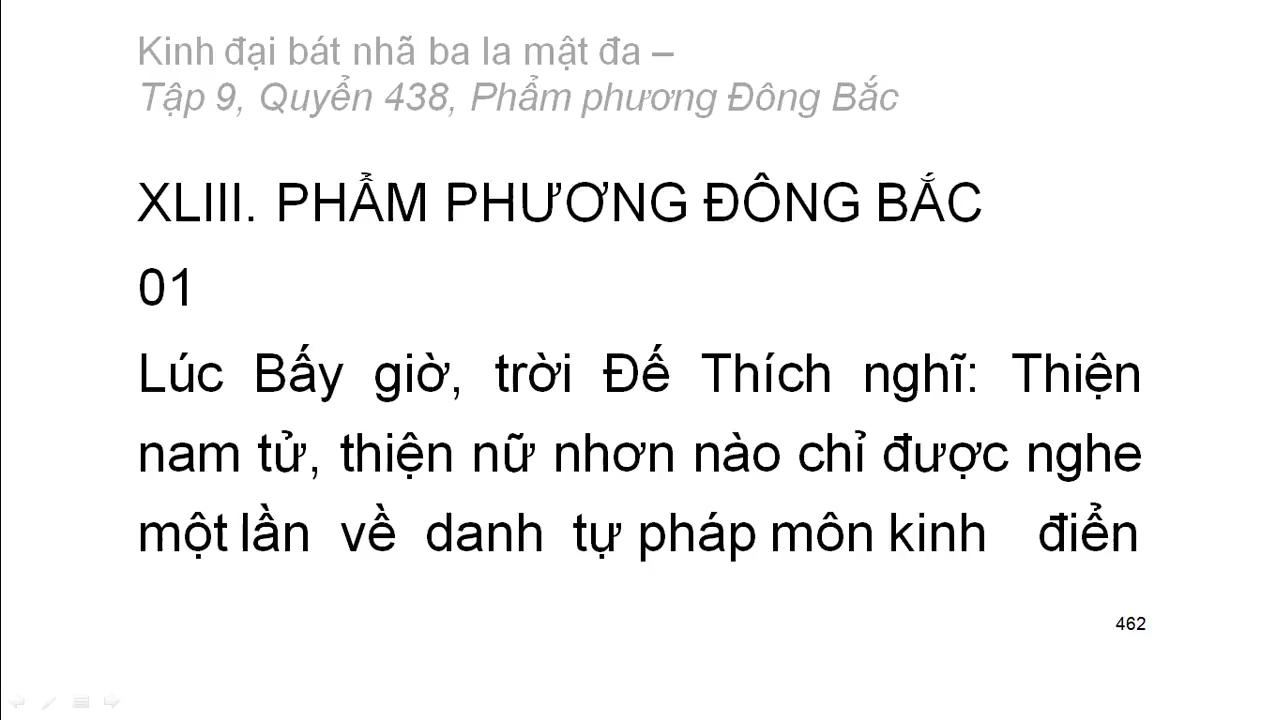 Kinh đại bát nhã ba la mật đa –
Tập 9, Quyển 438, Phẩm phương Đông Bắc
XLIII. PHẨM PHƯƠNG ĐÔNG BẮC
01
Lúc Bấy giờ, trời Đế Thích nghĩ: Thiện
nam tử, thiện nữ nhơn nào chỉ được nghe
một lần về danh tự pháp môn kinh điển
462